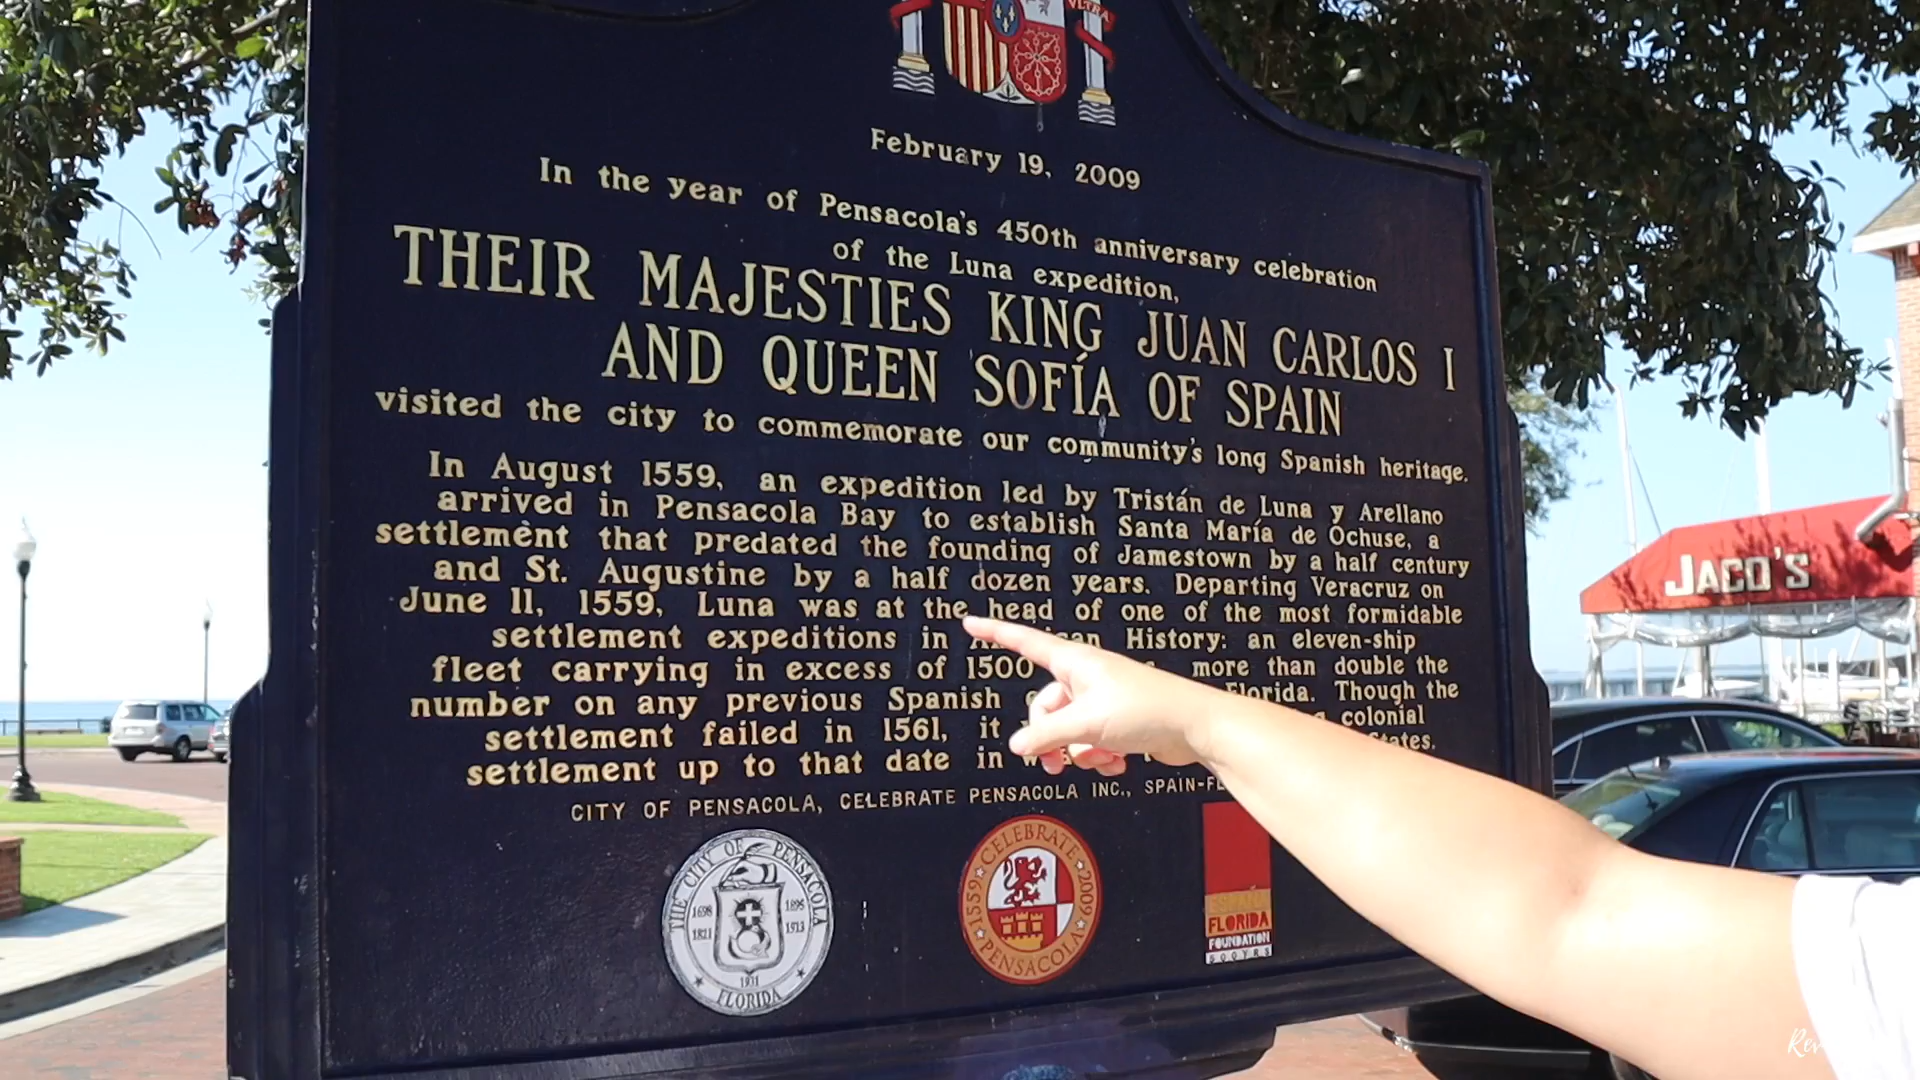 VLTRA
February 19, 2009
In the year of Pensacola's 450th anniversary celebration
of the Luna expedition,
THEIR MAJESTIES KING JUAN CARLOS I
AND QUEEN SOFÍA OF SPAIN
visited the city to commemorate our community's long Spanish heritage.
In August 1559, an expedition led by Tristán de Luna y Arellano
arrived in Pensacola Bay to establish Santa María de Ochuse, a
settlement that predated the founding of Jamestown by a half century
and St. Augustine by a half dozen years. Departing Veracruz on
June 11, 1559, Luna was at the head of one of the most formidable
settlement expeditions in History: an eleven-ship
fleet carrying in excess of 1500 more than double the
number on any previous Spanish Florida. Though the
settlement failed in 1561, it colonial
settlement up to that date in States.
CITY OF PENSACOLA, CELEBRATE PENSACOLA INC., SPAIN-
THE CITY OF PENSACOLA
1698 1895
1821 1913
1931
FLORIDA
CELEBRATE
1559 2009
PENSACOLA
ESPAÑA
FLORIDA
FOUNDATION
500YRS
JACO'S